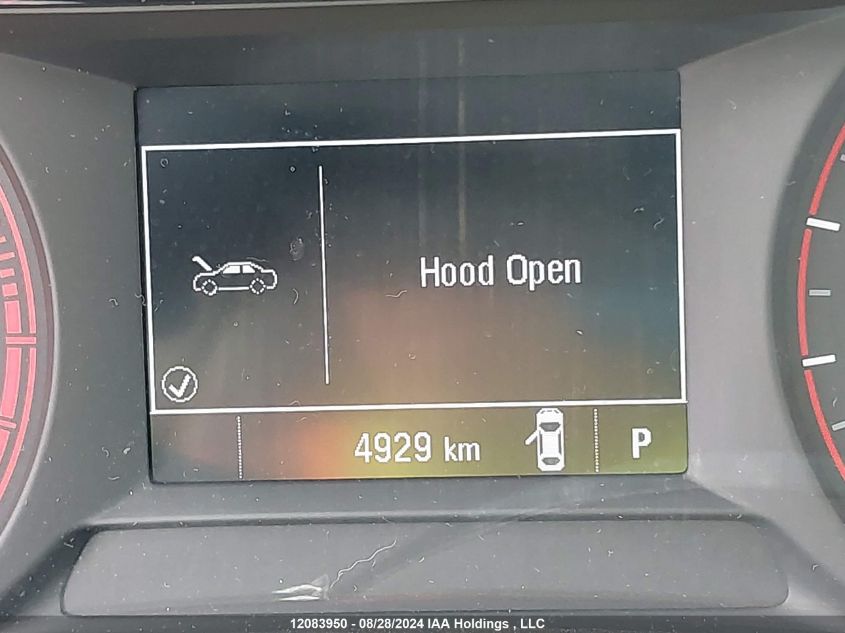 Hood Open
4929 km
P
12083950 - 08/28/2024 IAA Holdings , LLC